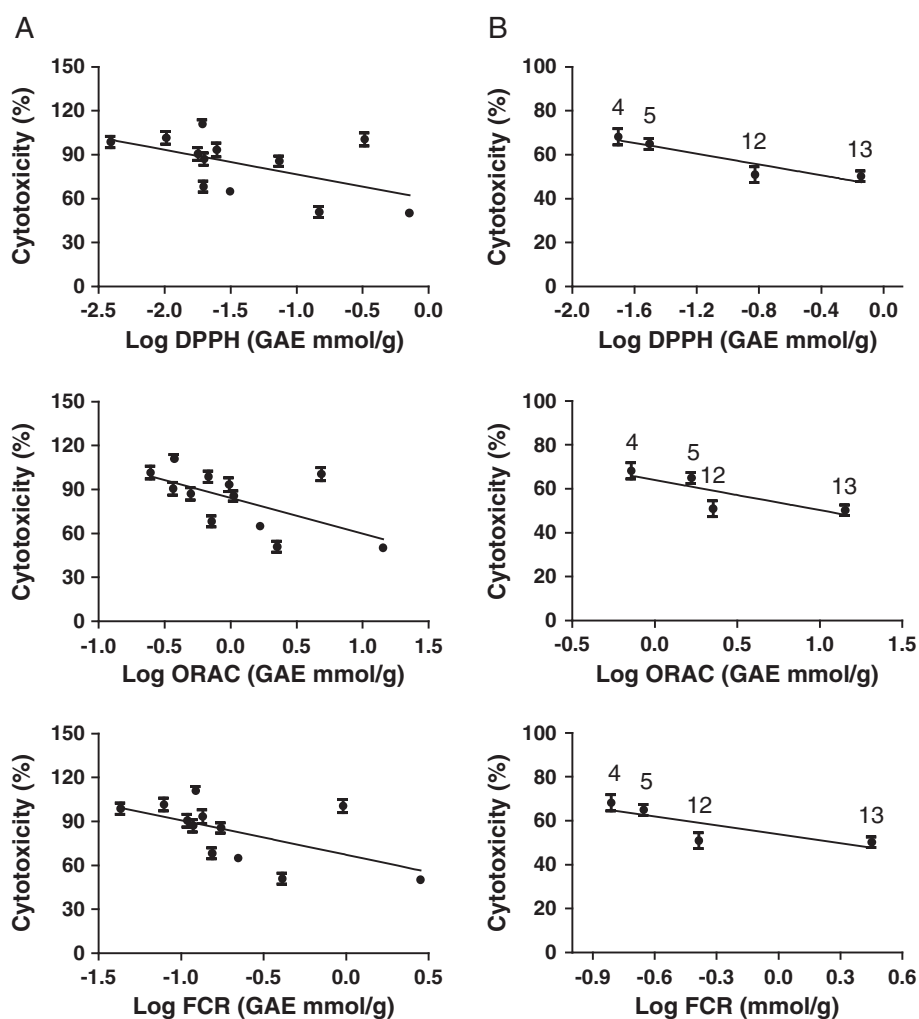 A
B
Cytotoxicity (%)
150
120
90
60
30
0
-2.5 -2.0 -1.5 -1.0 -0.5 0.0
Log DPPH (GAE mmol/g)
Cytotoxicity (%)
100
80
60
40
20
0
4 5 12 13
-2.0 -1.6 -1.2 -0.8 -0.4 0.0
Log DPPH (GAE mmol/g)
Cytotoxicity (%)
150
120
90
60
30
0
-1.0 -0.5 0.0 0.5 1.0 1.5
Log ORAC (GAE mmol/g)
Cytotoxicity (%)
100
80
60
40
20
0
4 5 12 13
-0.5 0.0 0.5 1.0 1.5
Log ORAC (GAE mmol/g)
Cytotoxicity (%)
150
120
90
60
30
0
-1.5 -1.0 -0.5 0.0 0.5
Log FCR (GAE mmol/g)
Cytotoxicity (%)
100
80
60
40
20
0
4 5 12 13
-0.9 -0.6 -0.3 0.0 0.3 0.6
Log FCR (mmol/g)